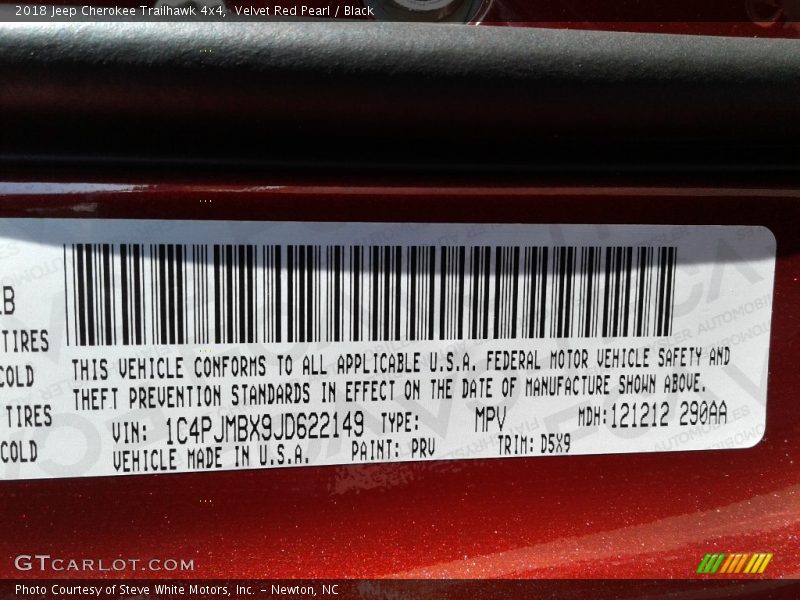 2018 Jeep Cherokee Trailhawk 4x4, Velvet Red Pearl / Black
LB
TIRES
COLD
TIRES
COLD
THIS VEHICLE CONFORMS TO ALL APPLICABLE U.S.A. FEDERAL MOTOR VEHICLE SAFETY AND
THEFT PREVENTION STANDARDS IN EFFECT ON THE DATE OF MANUFACTURE SHOWN ABOVE.
VIN: 1C4PJMBX9JD622149 TYPE: MPV MDH:121212 290AA
VEHICLE MADE IN U.S.A. PAINT: PRV TRIM: D5X9
GTCARLOT.COM
Photo Courtesy of Steve White Motors, Inc. – Newton, NC